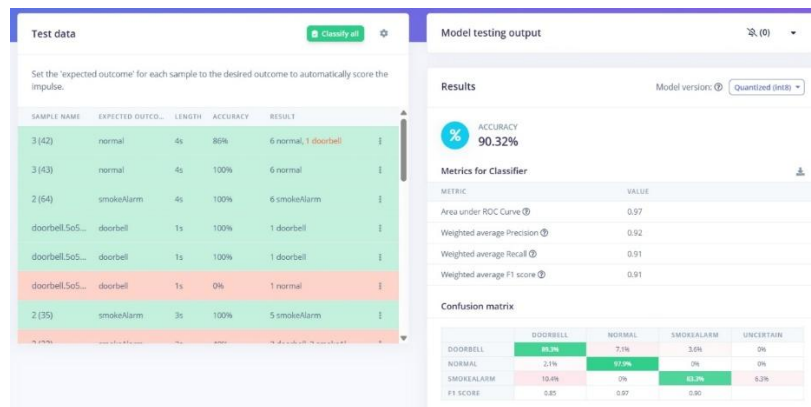 Test data
Classify all
Set the 'expected outcome' for each sample to the desired outcome to automatically score the
impulse.
SAMPLE NAME EXPECTED OUTCO... LENGTH ACCURACY RESULT
3 (42) normal 4s 86% 6 normal, 1 doorbell
3 (43) normal 4s 100% 6 normal
2 (64) smokeAlarm 4s 100% 6 smokeAlarm
doorbell.5o5... doorbell 1s 100% 1 doorbell
doorbell.5o5... doorbell 1s 100% 1 doorbell
doorbell.5o5... doorbell 1s 0% 1 normal
2 (35) smokeAlarm 3s 100% 5 smokeAlarm
Model testing output
(0)
Results
Model version: Quantized (int8)
% ACCURACY
90.32%
Metrics for Classifier
METRIC VALUE
Area under ROC Curve 0.97
Weighted average Precision 0.92
Weighted average Recall 0.91
Weighted average F1 score 0.91
Confusion matrix
DOORBELL NORMAL SMOKEALARM UNCERTAIN
DOORBELL 89.3% 7.1% 3.6% 0%
NORMAL 2.1% 97.9% 0% 0%
SMOKEALARM 10.4% 0% 83.3% 6.3%
F1 SCORE 0.85 0.97 0.90